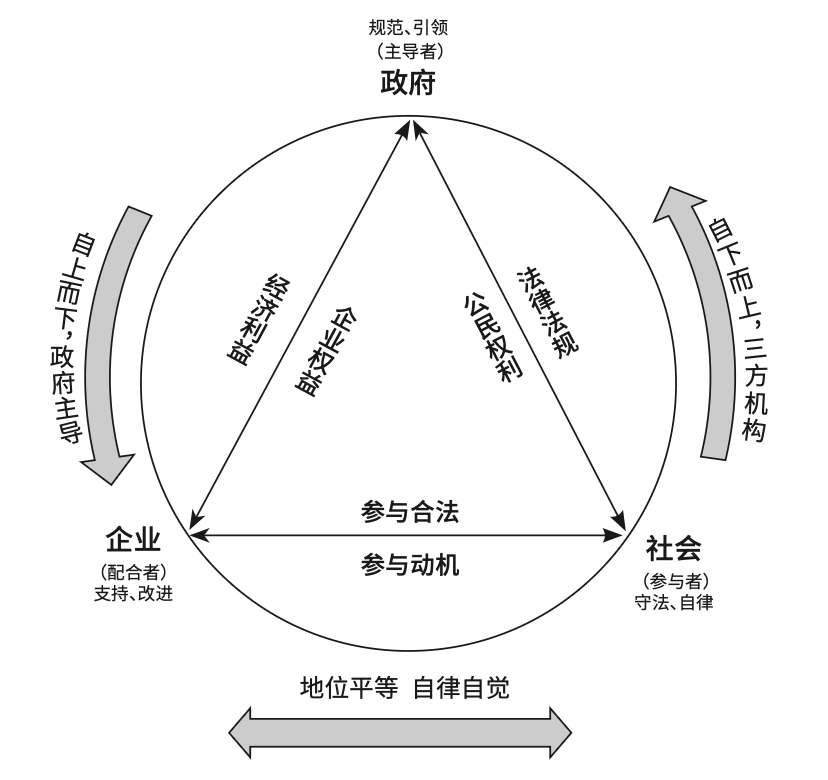 规范、引领
（主导者）
政府
自上而下，政府主导
自下而上，三方机构
经济利益
企业权益
公民权利
法律法规
参与合法
参与动机
企业
（配合者）
支持、改进
社会
（参与者）
守法、自律
地位平等 自律自觉